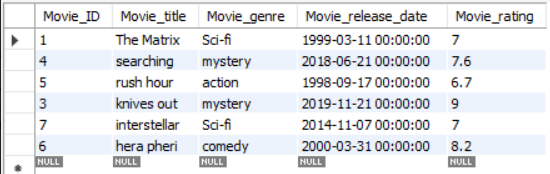 Movie_ID Movie_title Movie_genre Movie_release_date Movie_rating
1 The Matrix Sci-fi 1999-03-11 00:00:00 7
4 searching mystery 2018-06-21 00:00:00 7.6
5 rush hour action 1998-09-17 00:00:00 6.7
3 knives out mystery 2019-11-21 00:00:00 9
7 interstellar Sci-fi 2014-11-07 00:00:00 7
6 hera pheri comedy 2000-03-31 00:00:00 8.2
NULL NULL NULL NULL NULL